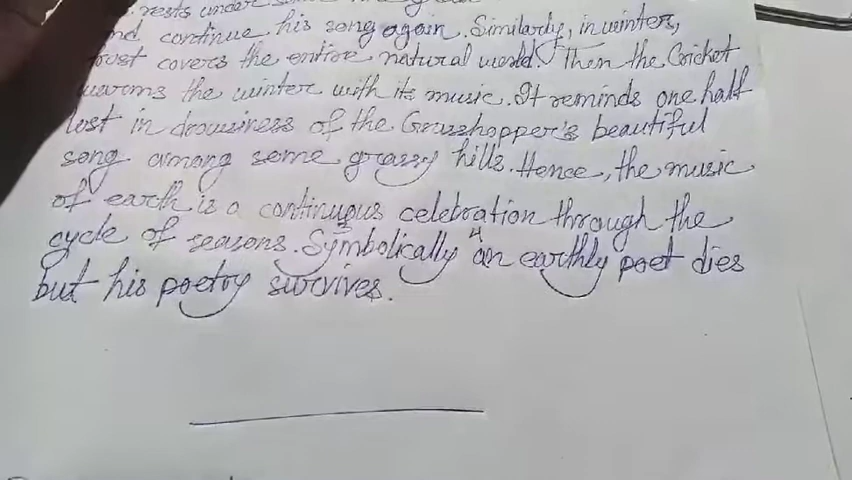 rests under
and continue his song again. Similarly, in winters,
frost covers the entire natural world. Then the Cricket
warms the winter with its music. It reminds one half
lost in drowsiness of the Grasshopper's beautiful
song among some grassy hills. Hence, the music
of earth is a continuous celebration through the
cycle of seasons. Symbolically an earthly poet dies
but his poetry survives.